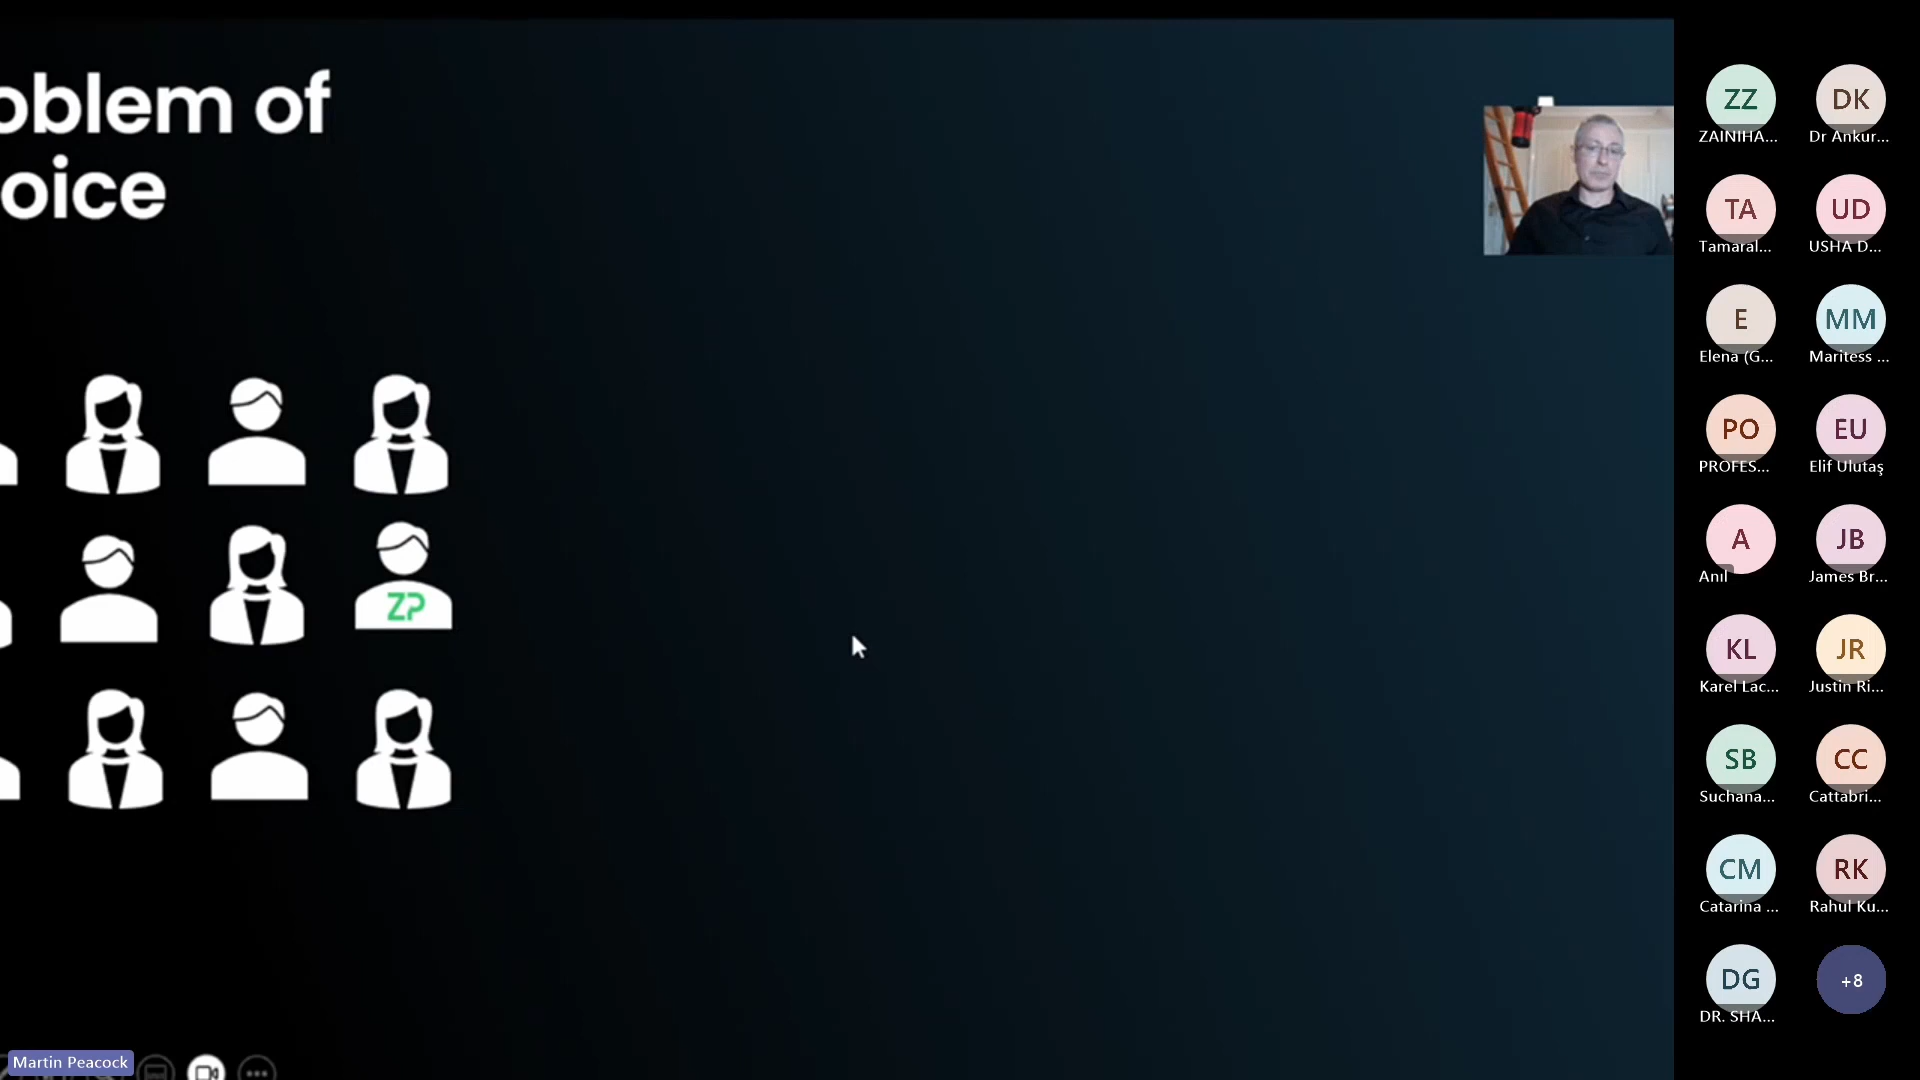 oblem of
oice
ZP
Martin Peacock
ZZ
ZAINIHA...
DK
Dr Ankur...
TA
Tamaral...
UD
USHA D...
E
Elena (G...
MM
Maritess ...
PO
PROFES...
EU
Elif Ulutaş
A
Anıl
JB
James Br...
KL
Karel Lac...
JR
Justin Ri...
SB
Suchana...
CC
Cattabri...
CM
Catarina ...
RK
Rahul Ku...
DG
DR. SHA...
+8